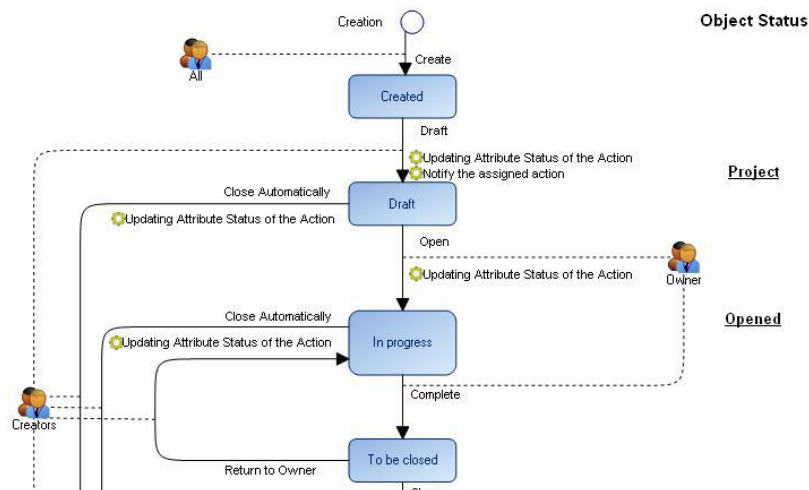 Creation
Object Status
All
Create
Created
Draft
Updating Attribute Status of the Action
Notify the assigned action
Project
Close Automatically
Draft
Updating Attribute Status of the Action
Open
Updating Attribute Status of the Action
Owner
Close Automatically
Opened
Updating Attribute Status of the Action
In progress
Complete
Creators
To be closed
Return to Owner